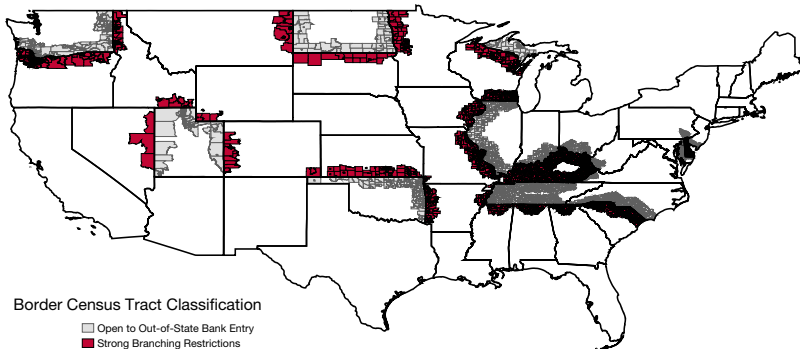 Border Census Tract Classification
Open to Out-of-State Bank Entry
Strong Branching Restrictions